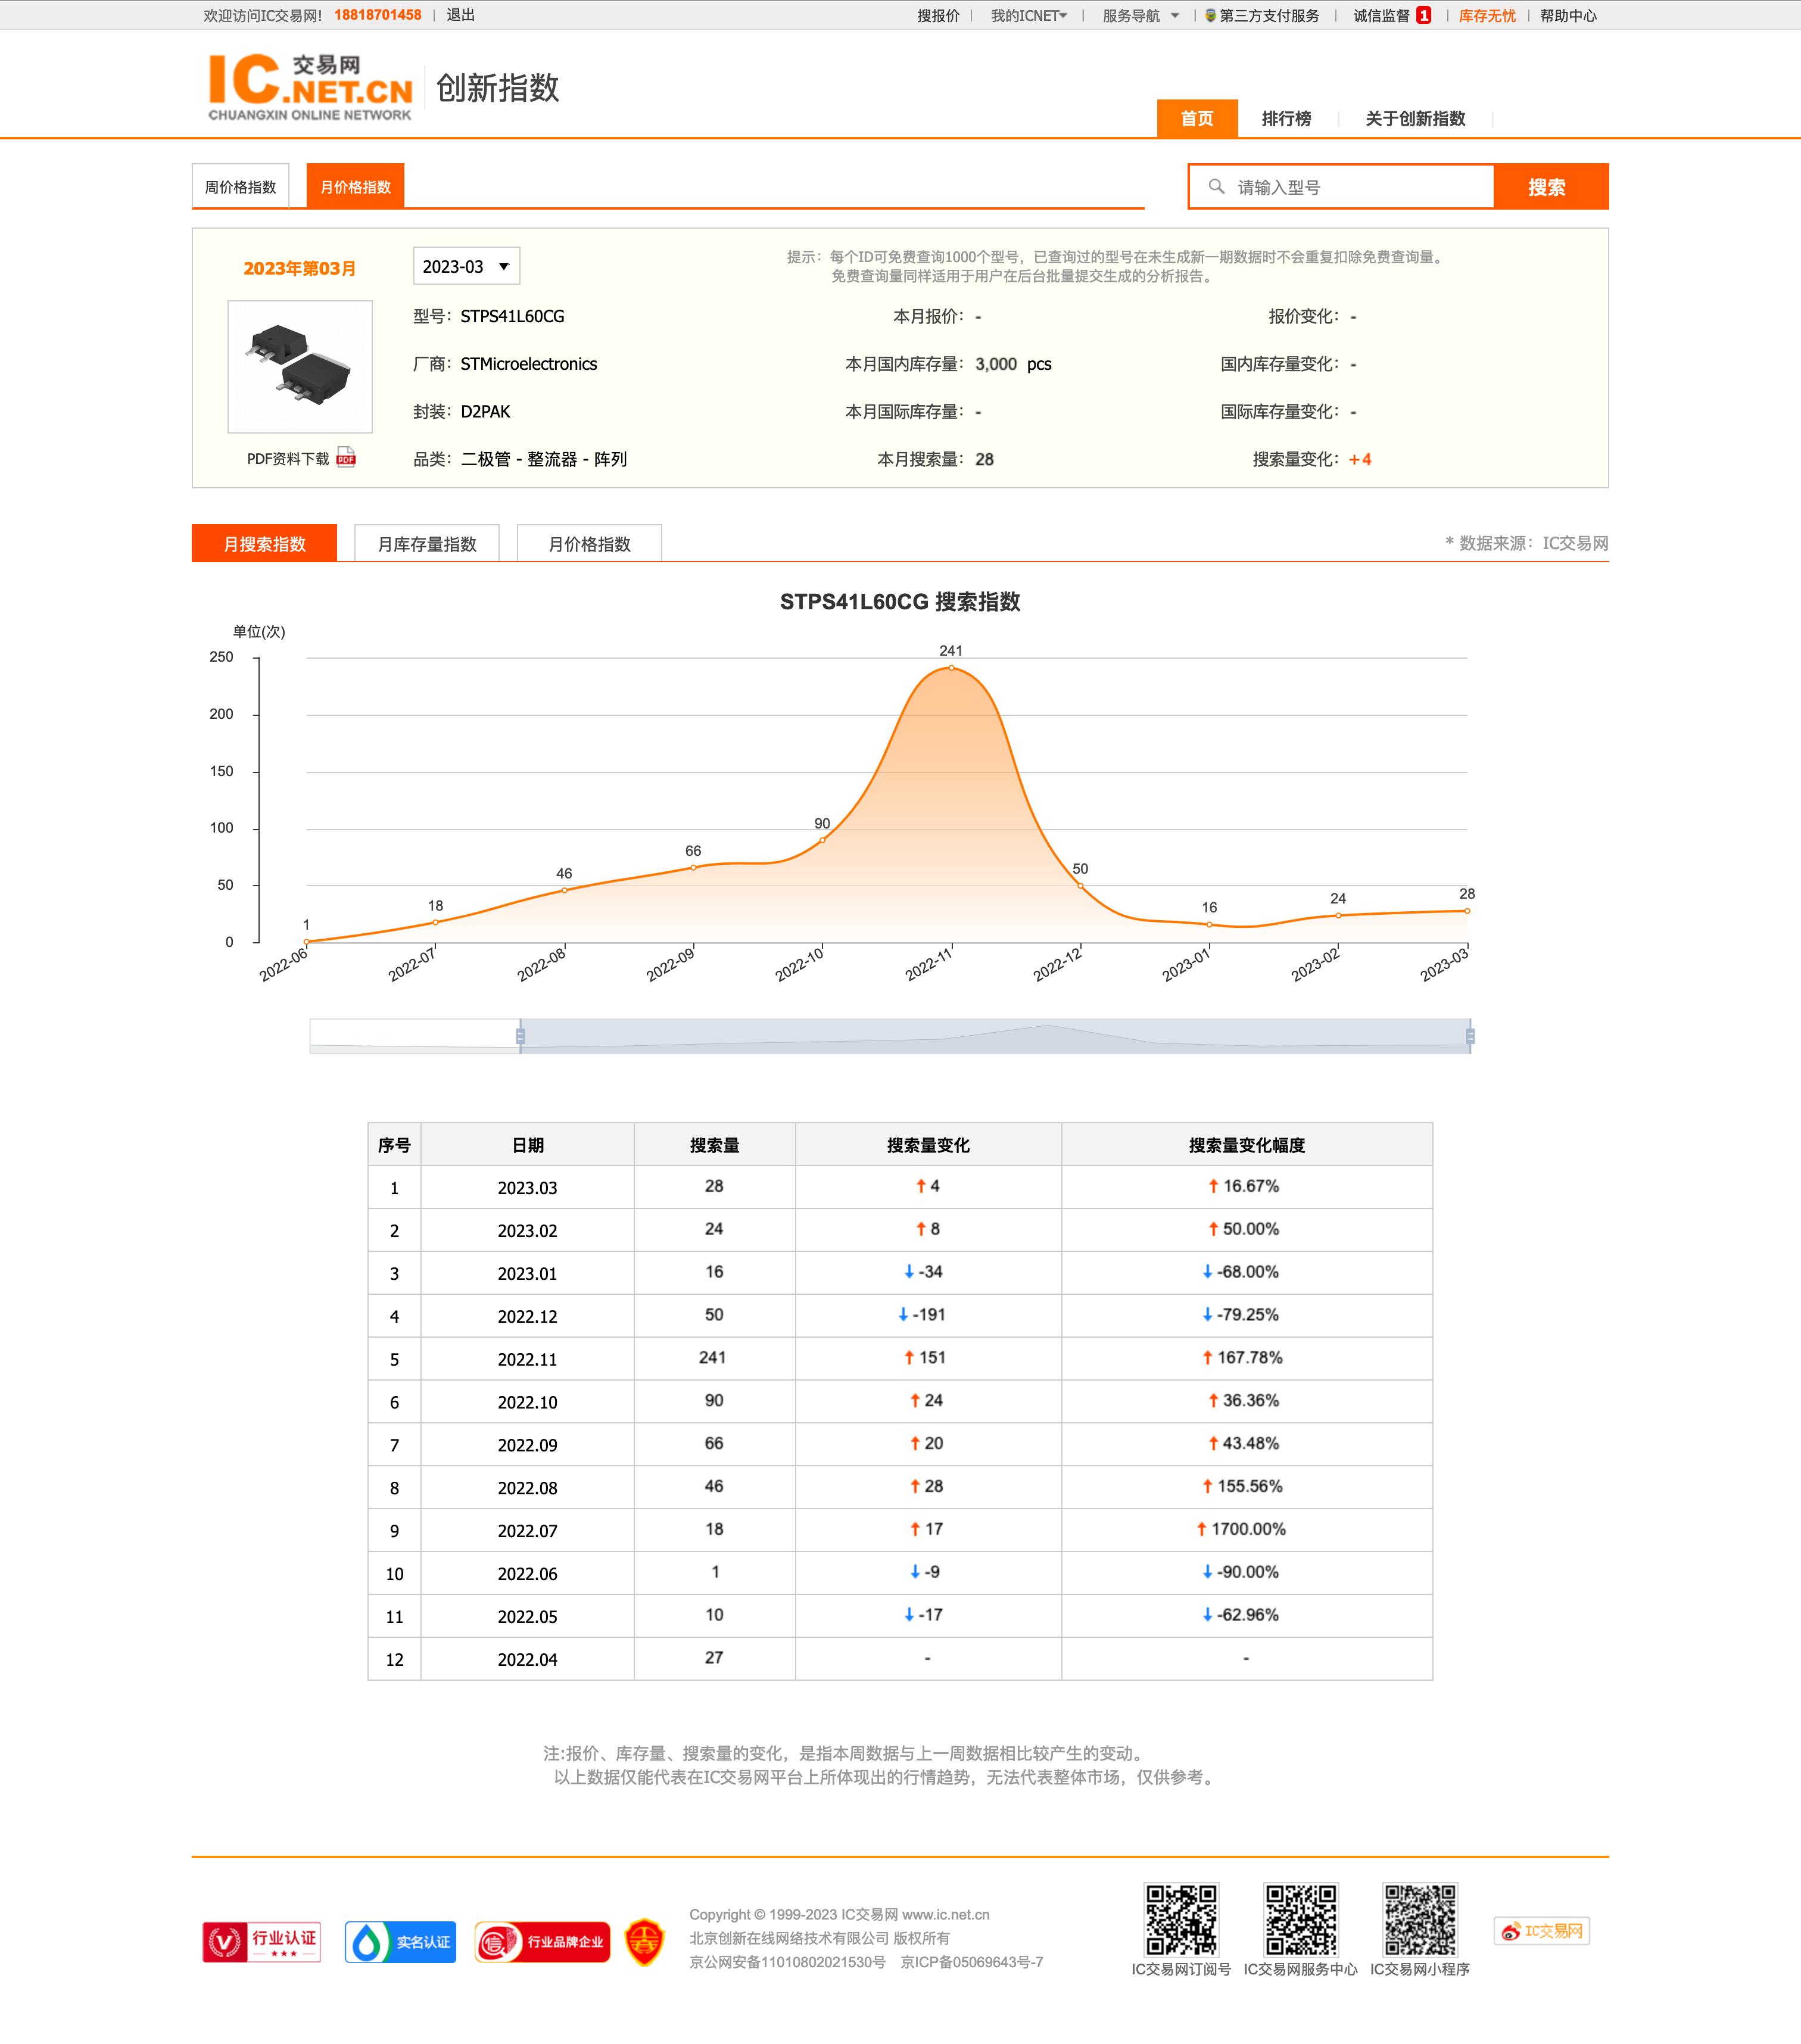 欢迎访问IC交易网! 18818701458 | 退出 搜报价 | 我的ICNET | 服务导航 | 第三方支付服务 | 诚信监督 1 | 库存无忧 | 帮助中心
IC 交易网 .NET.CN
CHUANGXIN ONLINE NETWORK
创新指数
首页 排行榜 关于创新指数
周价格指数 月价格指数 请输入型号 搜索
2023年第03月 2023-03
提示：每个ID可免费查询1000个型号，已查询过的型号在未生成新一期数据时不会重复扣除免费查询量。
免费查询量同样适用于用户在后台批量提交生成的分析报告。
型号：STPS41L60CG 本月报价：- 报价变化：-
厂商：STMicroelectronics 本月国内库存量：3,000 pcs 国内库存量变化：-
封装：D2PAK 本月国际库存量：- 国际库存量变化：-
PDF资料下载 PDF 品类：二极管 - 整流器 - 阵列 本月搜索量：28 搜索量变化：+4
月搜索指数 月库存量指数 月价格指数 * 数据来源：IC交易网
STPS41L60CG 搜索指数
单位(次)
250
200
150
100
50
0
1 18 46 66 90 241 50 16 24 28
2022-06 2022-07 2022-08 2022-09 2022-10 2022-11 2022-12 2023-01 2023-02 2023-03
序号 日期 搜索量 搜索量变化 搜索量变化幅度
1 2023.03 28 ↑ 4 ↑ 16.67%
2 2023.02 24 ↑ 8 ↑ 50.00%
3 2023.01 16 ↓ -34 ↓ -68.00%
4 2022.12 50 ↓ -191 ↓ -79.25%
5 2022.11 241 ↑ 151 ↑ 167.78%
6 2022.10 90 ↑ 24 ↑ 36.36%
7 2022.09 66 ↑ 20 ↑ 43.48%
8 2022.08 46 ↑ 28 ↑ 155.56%
9 2022.07 18 ↑ 17 ↑ 1700.00%
10 2022.06 1 ↓ -9 ↓ -90.00%
11 2022.05 10 ↓ -17 ↓ -62.96%
12 2022.04 27 - -
注:报价、库存量、搜索量的变化，是指本周数据与上一周数据相比较产生的变动。
以上数据仅能代表在IC交易网平台上所体现出的行情趋势，无法代表整体市场，仅供参考。
行业认证
实名认证
信 行业品牌企业
Copyright © 1999-2023 IC交易网 www.ic.net.cn
北京创新在线网络技术有限公司 版权所有
京公网安备11010802021530号 京ICP备05069643号-7
IC交易网订阅号 IC交易网服务中心 IC交易网小程序
IC交易网